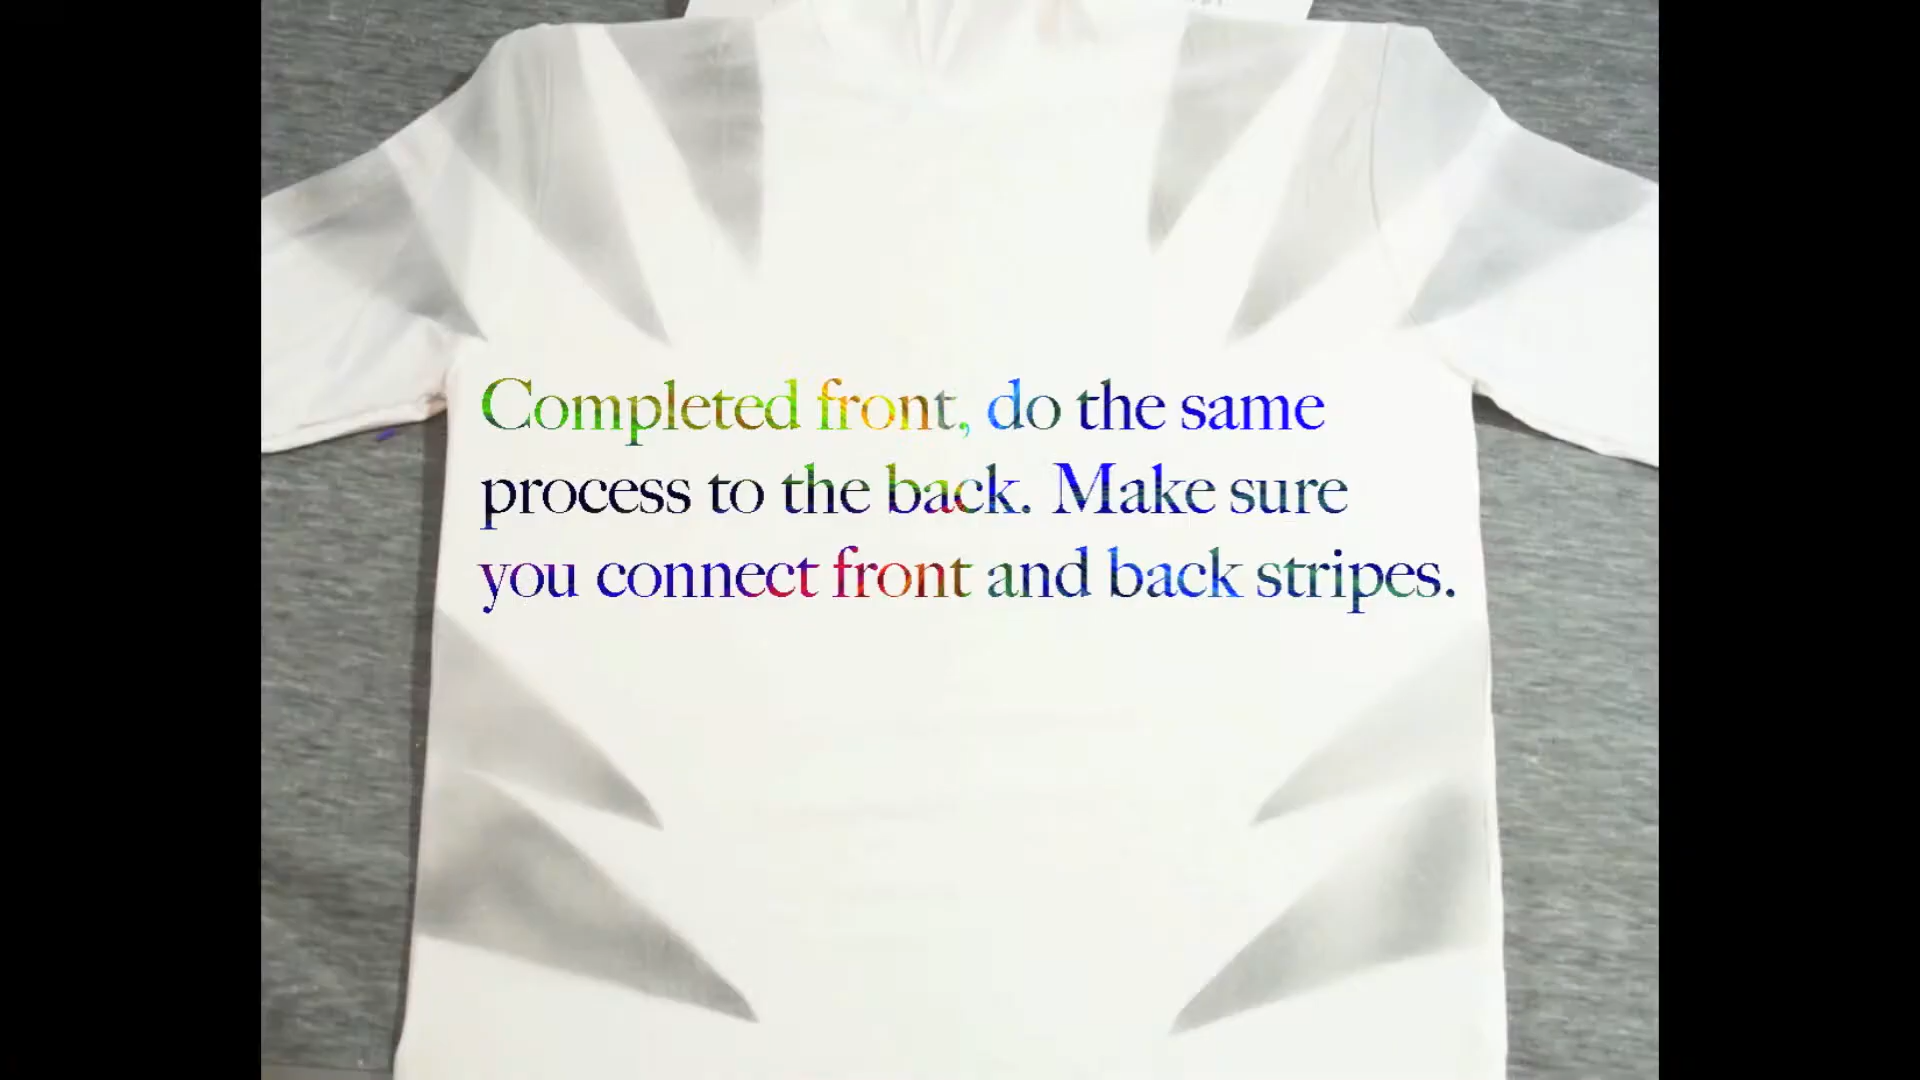 Completed front, do the same
process to the back. Make sure
you connect front and back stripes.